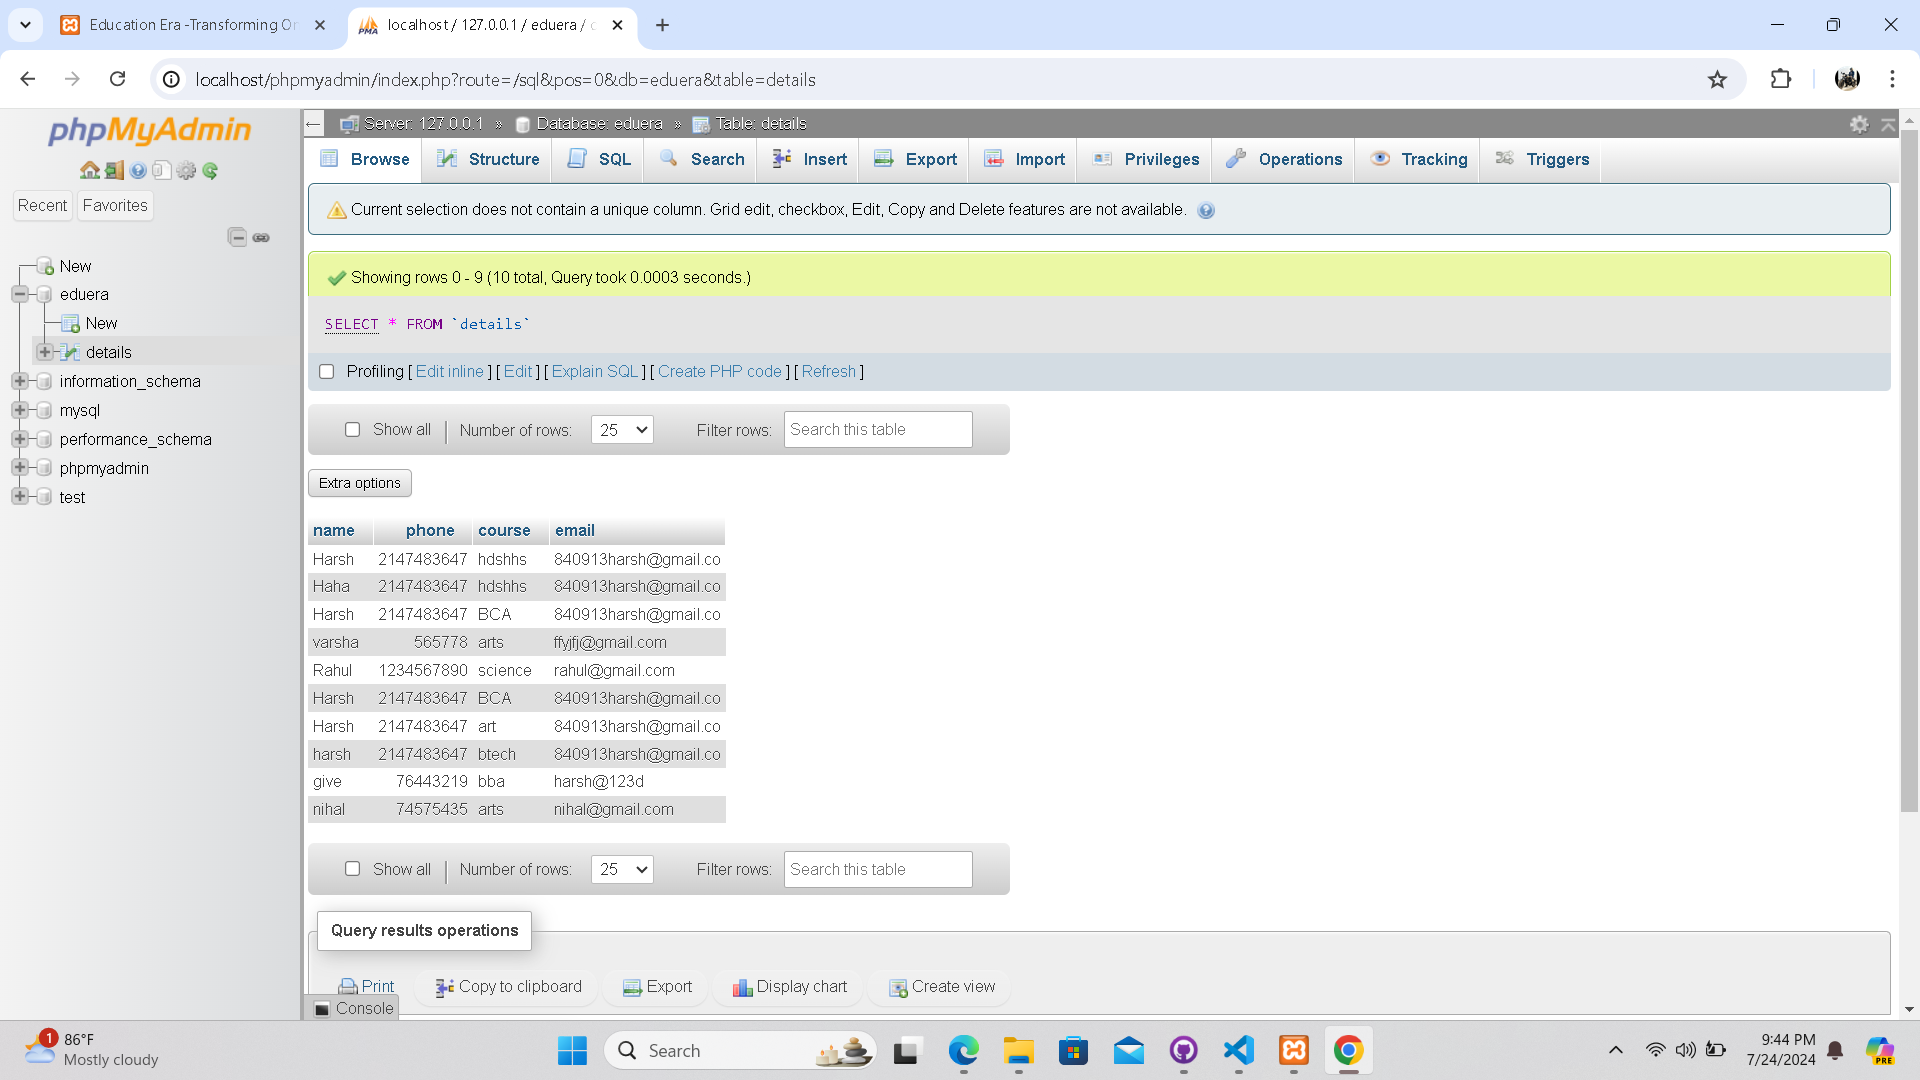 Education Era -Transforming Or
localhost / 127.0.0.1 / eduera / c
localhost/phpmyadmin/index.php?route=/sql&pos=0&db=eduera&table=details
phpMyAdmin
Recent
Favorites
New
eduera
New
details
information_schema
mysql
performance_schema
phpmyadmin
test
Server: 127.0.0.1 » Database: eduera » Table: details
Browse Structure SQL Search Insert Export Import Privileges Operations Tracking Triggers
Current selection does not contain a unique column. Grid edit, checkbox, Edit, Copy and Delete features are not available.
Showing rows 0 - 9 (10 total, Query took 0.0003 seconds.)
SELECT * FROM `details`
Profiling [ Edit inline ] [ Edit ] [ Explain SQL ] [ Create PHP code ] [ Refresh ]
Show all Number of rows: 25 Filter rows: Search this table
Extra options
name phone course email
Harsh 2147483647 hdshhs 840913harsh@gmail.co
Haha 2147483647 hdshhs 840913harsh@gmail.co
Harsh 2147483647 BCA 840913harsh@gmail.co
varsha 565778 arts ffyjfj@gmail.com
Rahul 1234567890 science rahul@gmail.com
Harsh 2147483647 BCA 840913harsh@gmail.co
Harsh 2147483647 art 840913harsh@gmail.co
harsh 2147483647 btech 840913harsh@gmail.co
give 76443219 bba harsh@123d
nihal 74575435 arts nihal@gmail.com
Show all Number of rows: 25 Filter rows: Search this table
Query results operations
Print Copy to clipboard Export Display chart Create view
Console
1
86°F
Mostly cloudy
Search
9:44 PM
7/24/2024
PRE